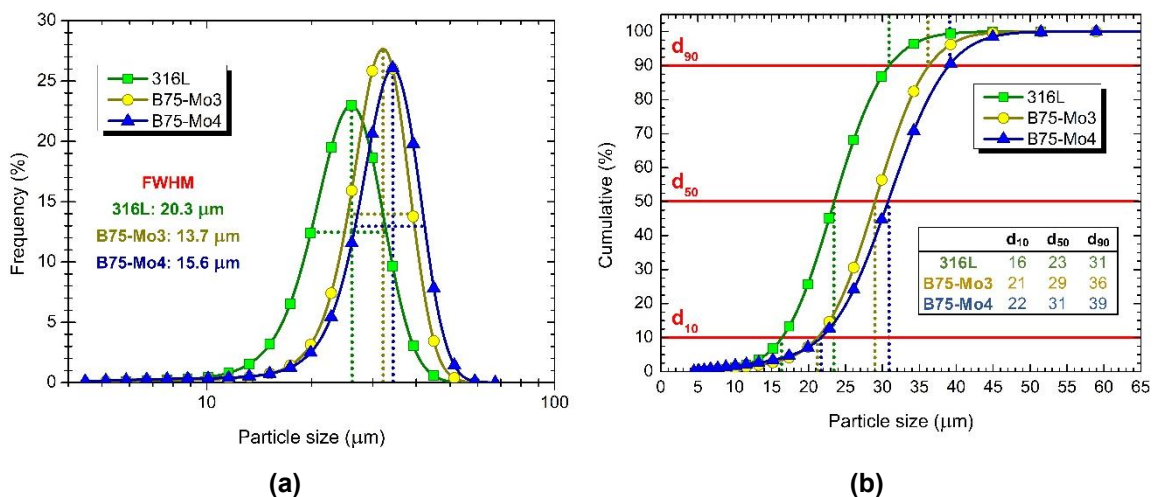 30
25
20
15
10
5
0
Frequency (%)
316L
B75-Mo3
B75-Mo4
FWHM
316L: 20.3 μm
B75-Mo3: 13.7 μm
B75-Mo4: 15.6 μm
10
100
Particle size (μm)
(a)
100
90
80
70
60
50
40
30
20
10
0
Cumulative (%)
d90
d50
d10
316L
B75-Mo3
B75-Mo4
d10 d50 d90
316L 16 23 31
B75-Mo3 21 29 36
B75-Mo4 22 31 39
0 5 10 15 20 25 30 35 40 45 50 55 60 65
Particle size (μm)
(b)